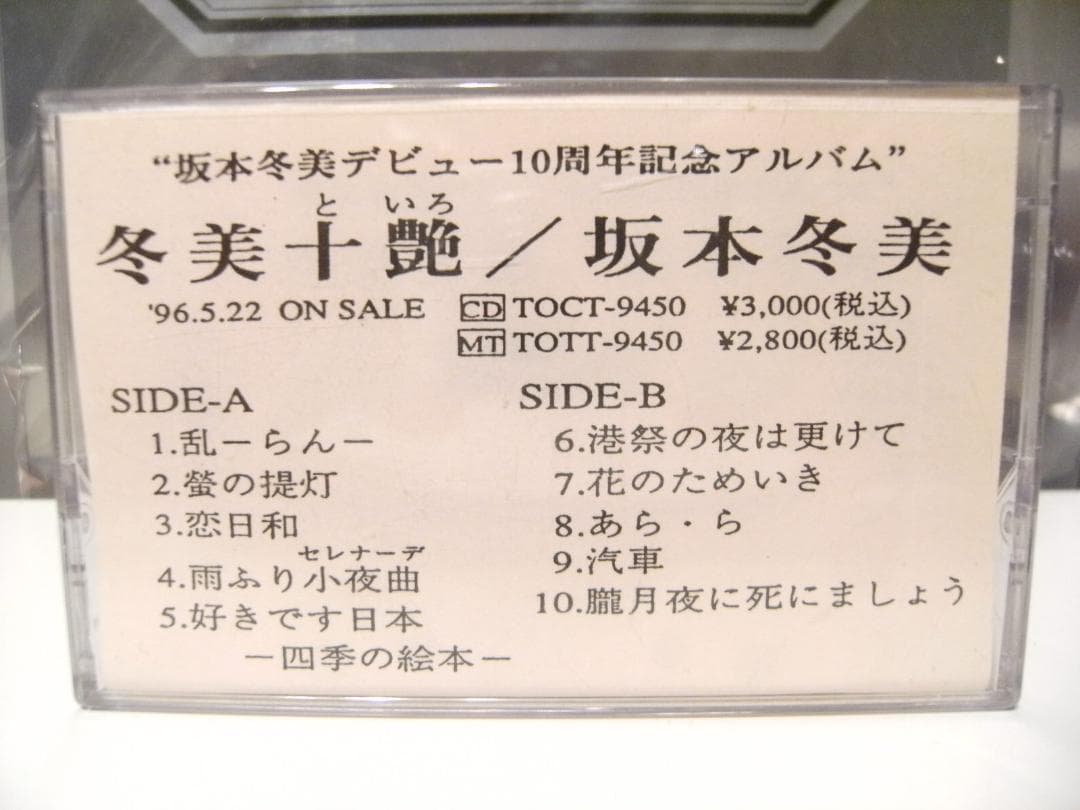 “坂本冬美デビュー10周年記念アルバム”
と いろ
冬美十艶／坂本冬美
'96.5.22 ON SALE CD TOCT-9450 ¥3,000(税込)
MT TOTT-9450 ¥2,800(税込)
SIDE-A
1.乱ーらんー
2.螢の提灯
3.恋日和
セレナーデ
4.雨ふり小夜曲
5.好きです日本
ー四季の絵本ー
SIDE-B
6.港祭の夜は更けて
7.花のためいき
8.あら・ら
9.汽車
10.朧月夜に死にましょう